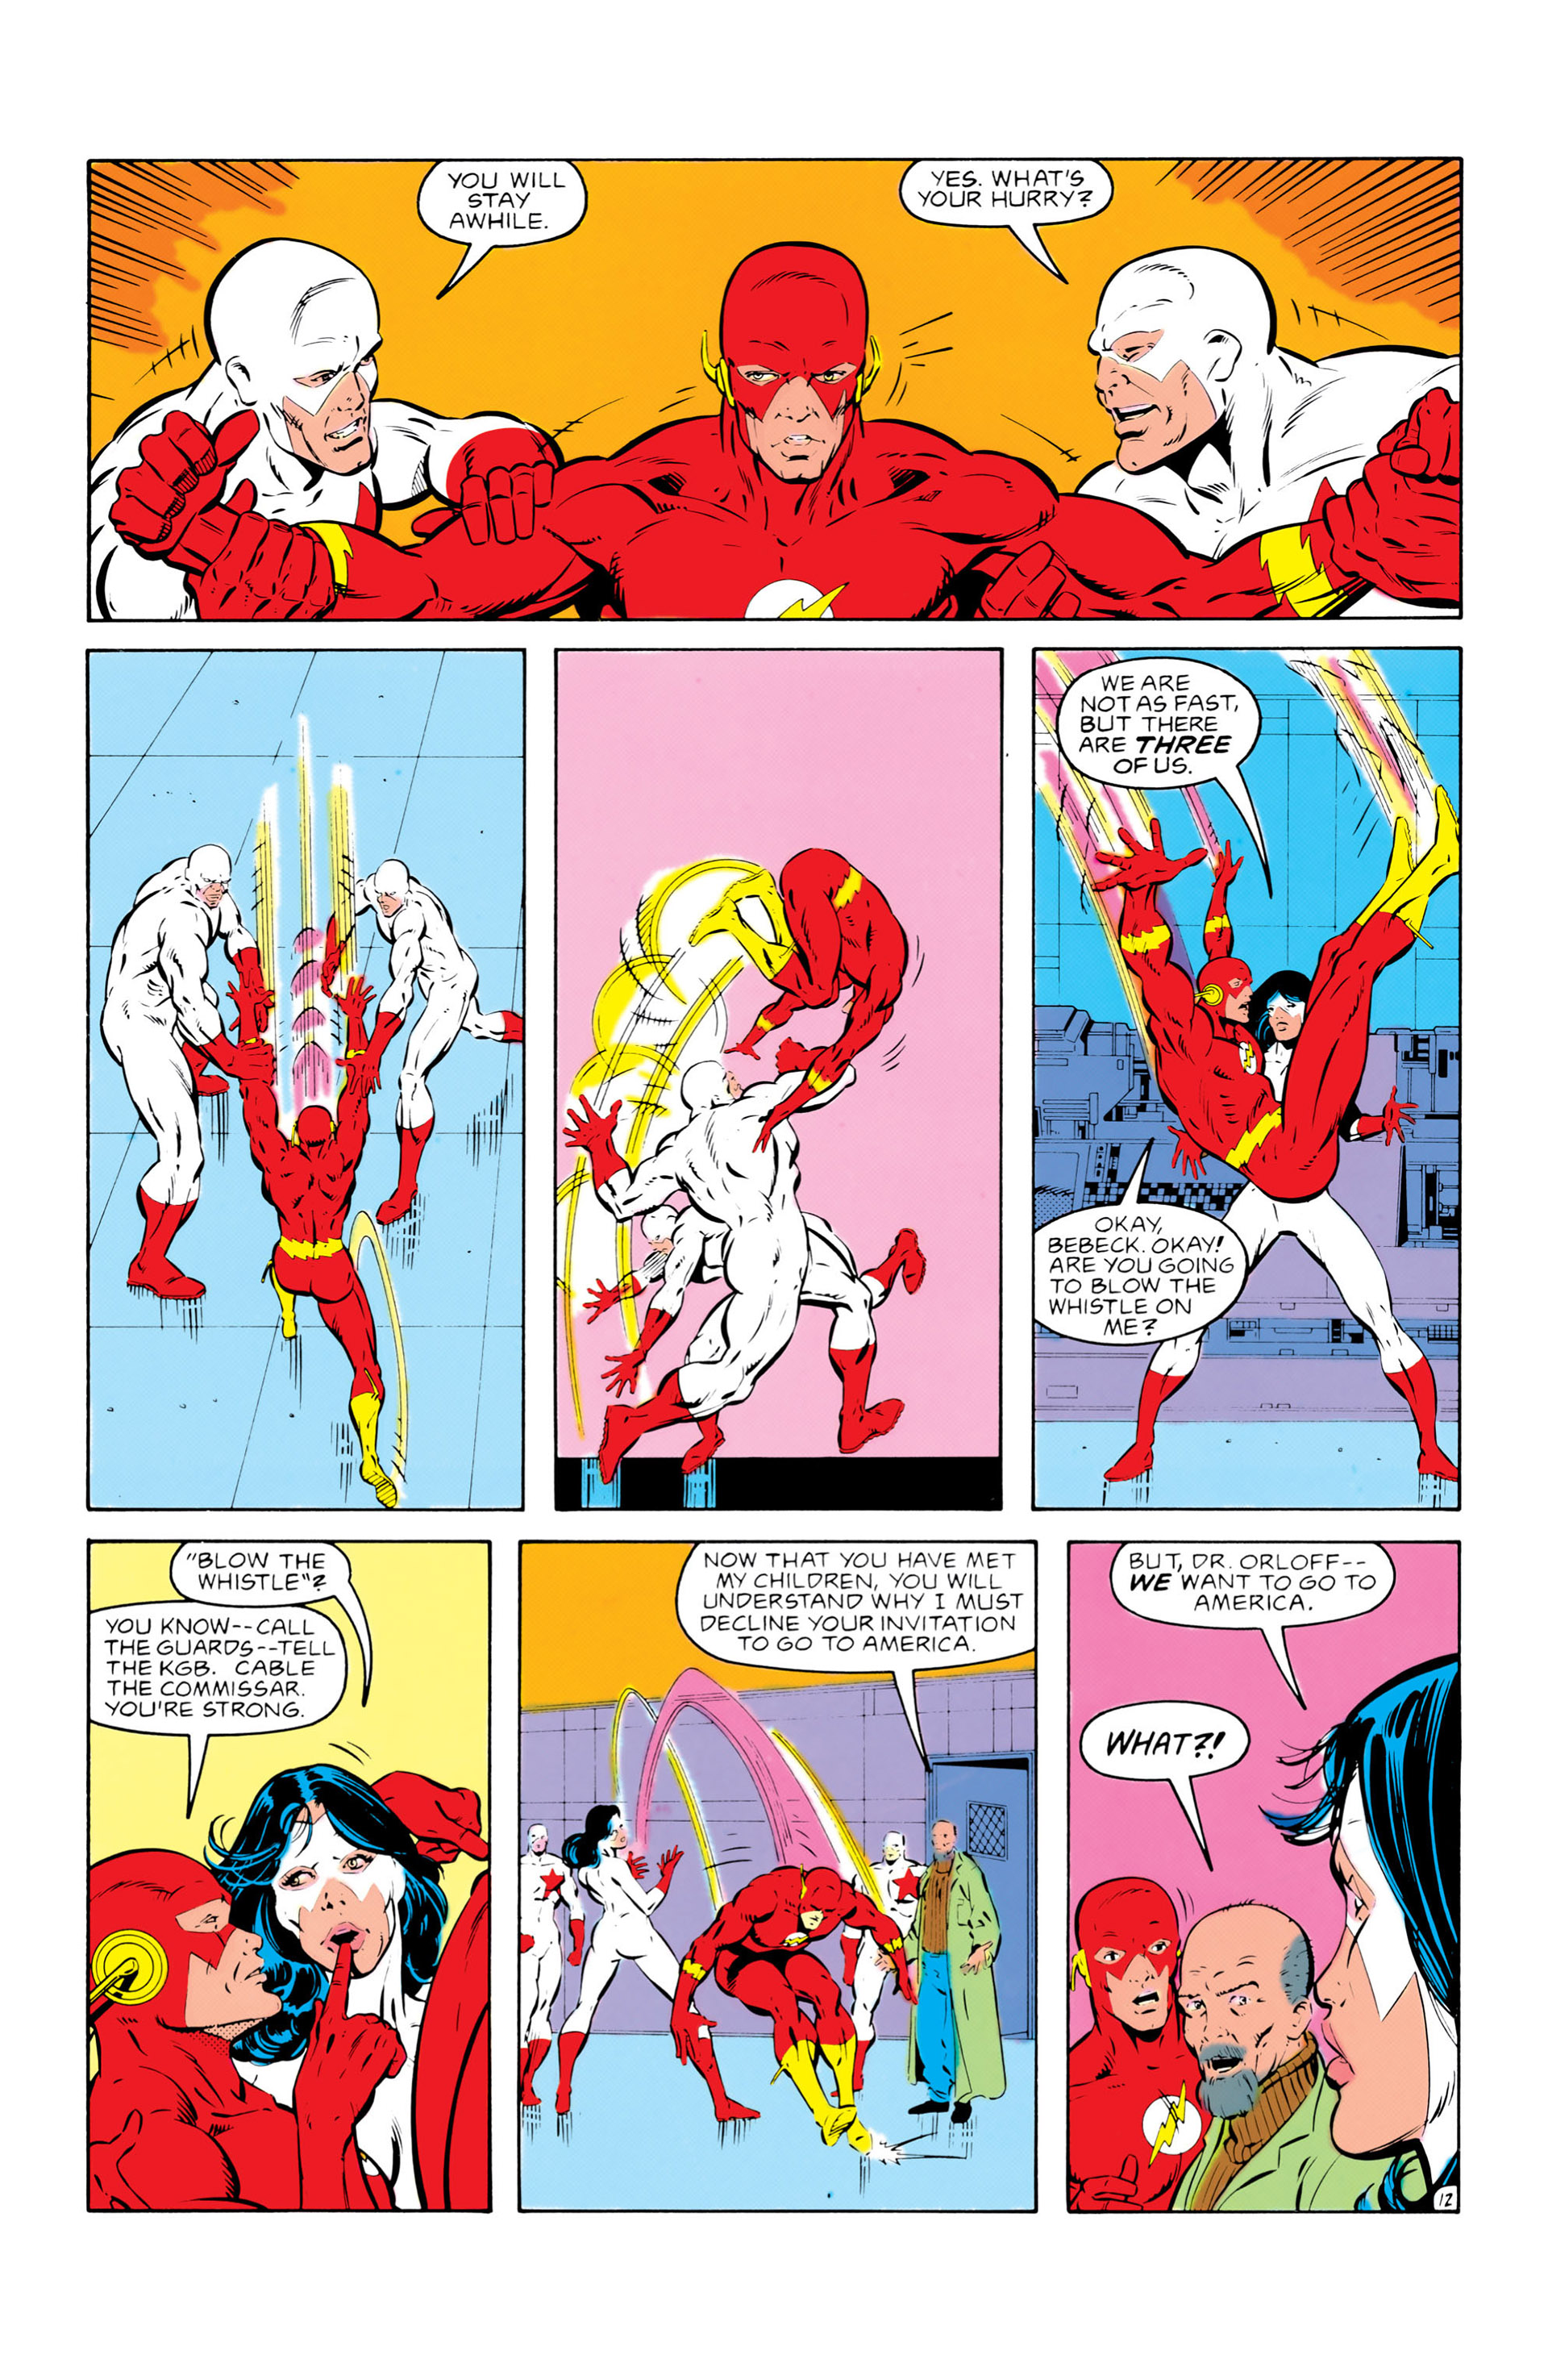 YOU WILL
STAY
AWHILE.
YES. WHAT'S
YOUR HURRY?
WE ARE
NOT AS FAST,
BUT THERE
ARE THREE
OF US.
OKAY,
BEBECK. OKAY!
ARE YOU GOING
TO BLOW THE
WHISTLE ON
ME?
"BLOW THE
WHISTLE"?
YOU KNOW--CALL
THE GUARDS--TELL
THE KGB. CABLE
THE COMMISSAR.
YOU'RE STRONG.
NOW THAT YOU HAVE MET
MY CHILDREN, YOU WILL
UNDERSTAND WHY I MUST
DECLINE YOUR INVITATION
TO GO TO AMERICA.
BUT, DR. ORLOFF--
WE WANT TO GO TO
AMERICA.
WHAT?!
12